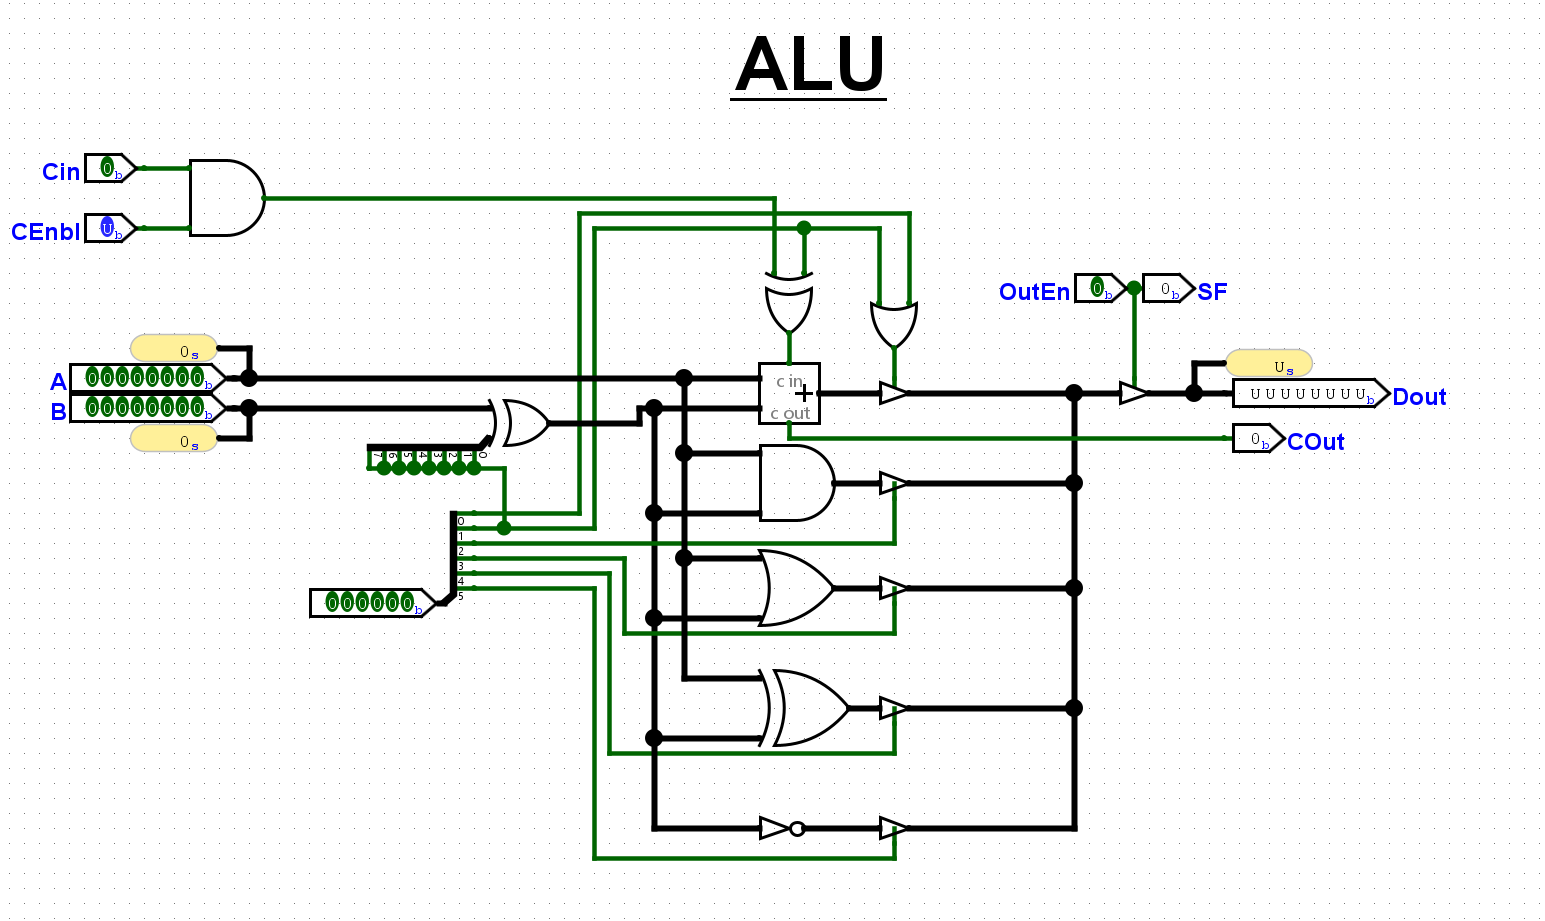 ALU
Cin 0b
CEnbl Ub
OutEn 0b 0b SF
0s
A 00000000b
B 00000000b
0s
c in
+
c out
Us
UUUUUUUUb Dout
0b COut
7 6 5 4 3 2 1 0
0
1
2
3
4
5
000000b